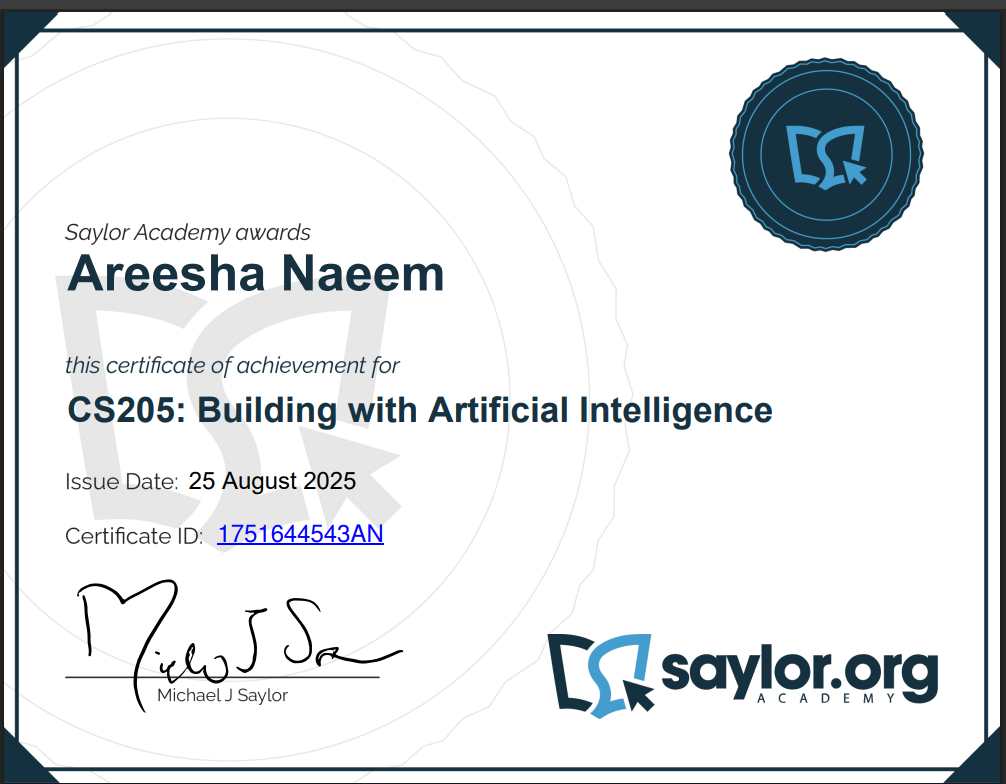 Saylor Academy awards
Areesha Naeem
this certificate of achievement for
CS205: Building with Artificial Intelligence
Issue Date: 25 August 2025
Certificate ID: 1751644543AN
Michael J Saylor
saylor.org
ACADEMY